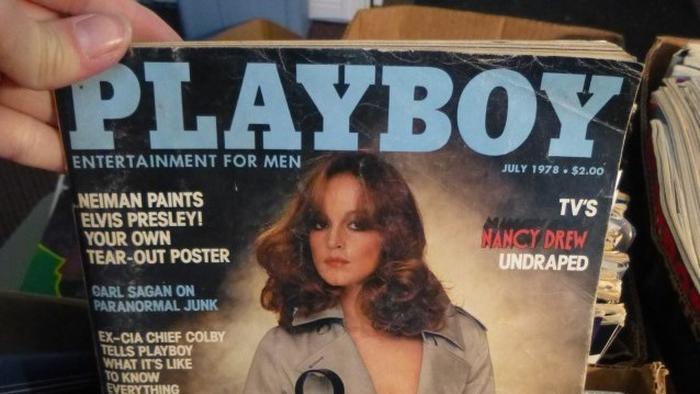 PLAYBOY
ENTERTAINMENT FOR MEN
JULY 1978 • $2.00
NEIMAN PAINTS
ELVIS PRESLEY!
YOUR OWN
TEAR-OUT POSTER
CARL SAGAN ON
PARANORMAL JUNK
EX-CIA CHIEF COLBY
TELLS PLAYBOY
WHAT IT'S LIKE
TO KNOW
EVERYTHING
TV'S
NANCY DREW
UNDRAPED